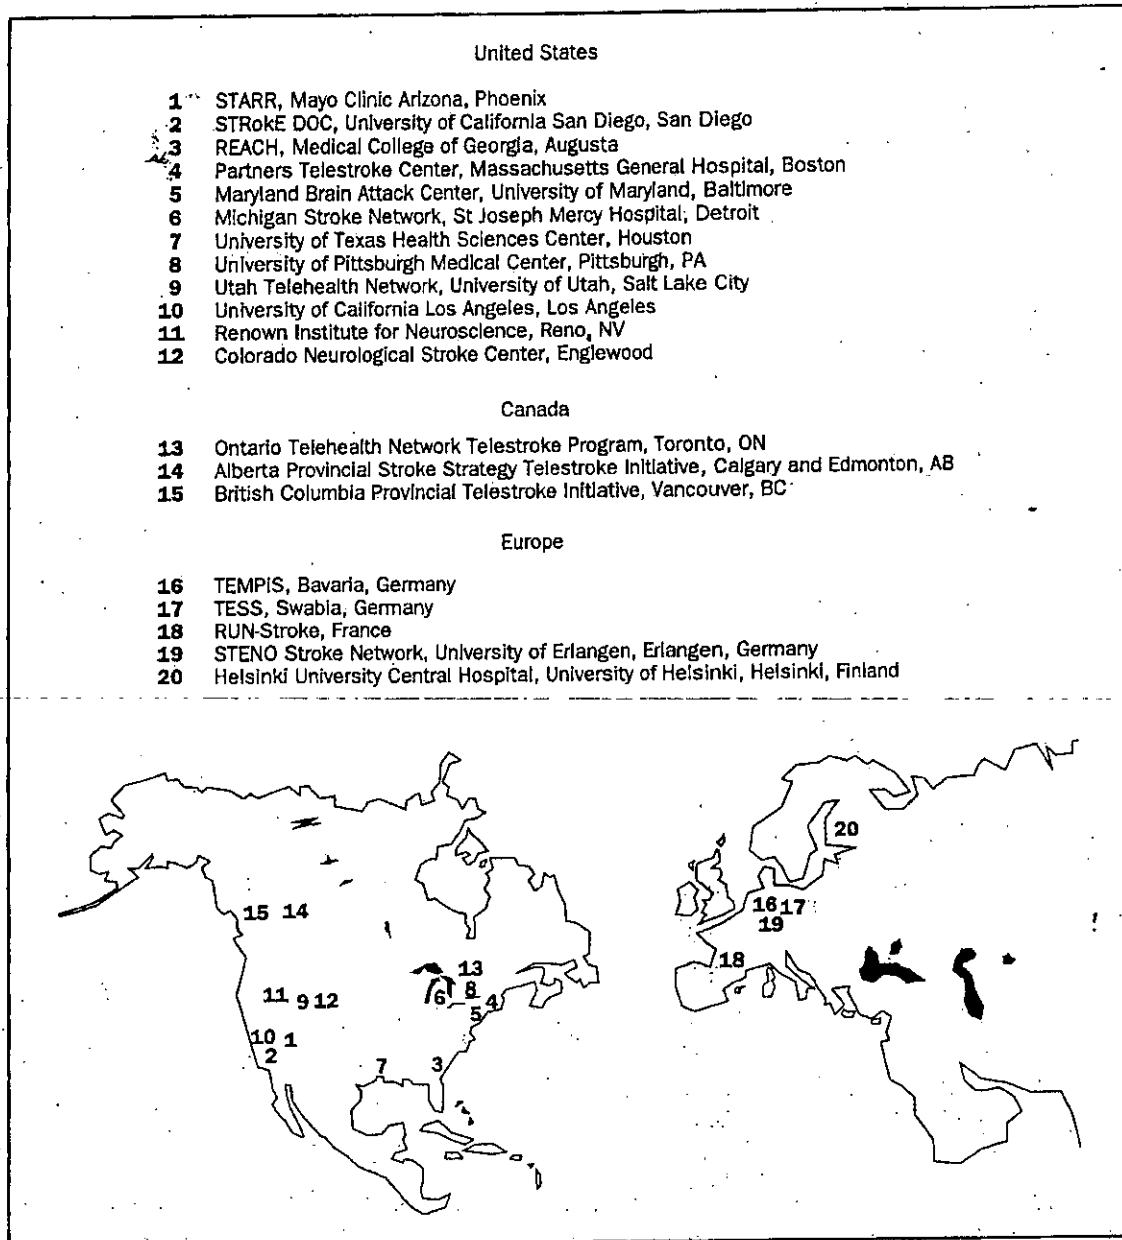 United States
1 STARR, Mayo Clinic Arizona, Phoenix
2 STRokE DOC, University of California San Diego, San Diego
3 REACH, Medical College of Georgia, Augusta
4 Partners Telestroke Center, Massachusetts General Hospital, Boston
5 Maryland Brain Attack Center, University of Maryland, Baltimore
6 Michigan Stroke Network, St Joseph Mercy Hospital, Detroit
7 University of Texas Health Sciences Center, Houston
8 University of Pittsburgh Medical Center, Pittsburgh, PA
9 Utah Telehealth Network, University of Utah, Salt Lake City
10 University of California Los Angeles, Los Angeles
11 Renown Institute for Neuroscience, Reno, NV
12 Colorado Neurological Stroke Center, Englewood
Canada
13 Ontario Telehealth Network Telestroke Program, Toronto, ON
14 Alberta Provincial Stroke Strategy Telestroke Initiative, Calgary and Edmonton, AB
15 British Columbia Provincial Telestroke Initiative, Vancouver, BC
Europe
16 TEMPiS, Bavaria, Germany
17 TESS, Swabia, Germany
18 RUN-Stroke, France
19 STENO Stroke Network, University of Erlangen, Erlangen, Germany
20 Helsinki University Central Hospital, University of Helsinki, Helsinki, Finland
20
15 14 16 17
19
13 18
11 9 12 6 8 4
5
10 1
2 7 3